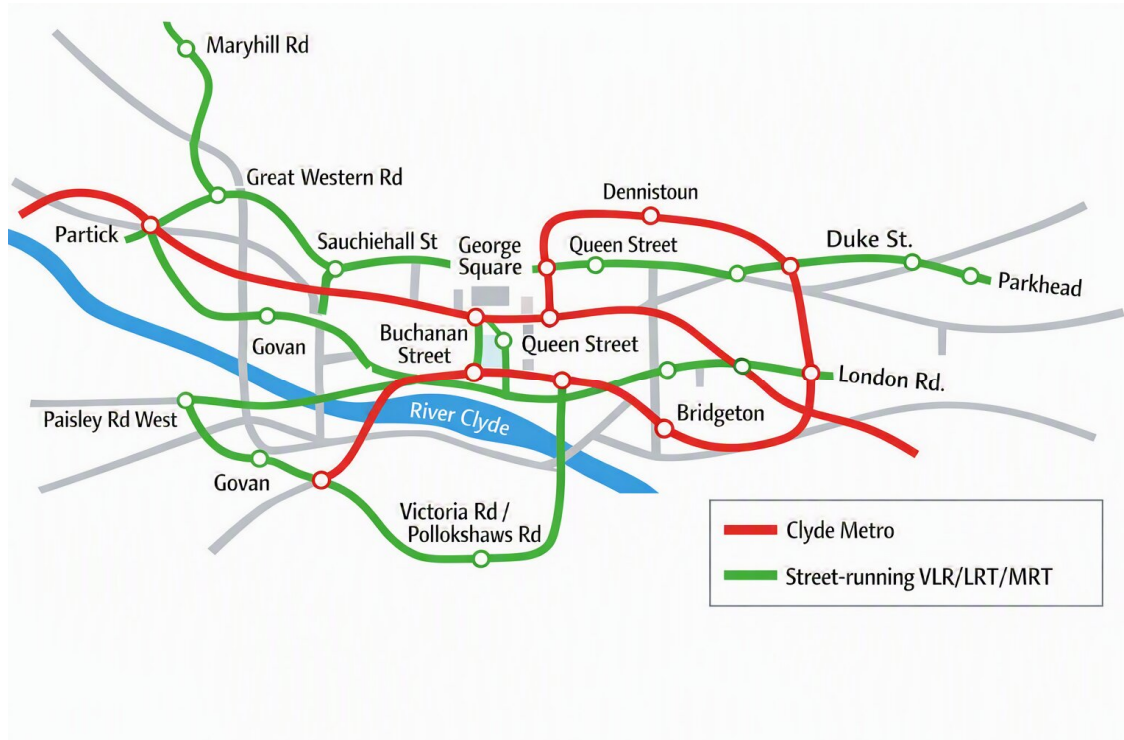 Maryhill Rd
Great Western Rd
Dennistoun
Partick
Sauchiehall St
George
Square
Queen Street
Duke St.
Parkhead
Govan
Buchanan
Street
Queen Street
London Rd.
Paisley Rd West
River Clyde
Bridgeton
Govan
Victoria Rd /
Pollokshaws Rd
Clyde Metro
Street-running VLR/LRT/MRT